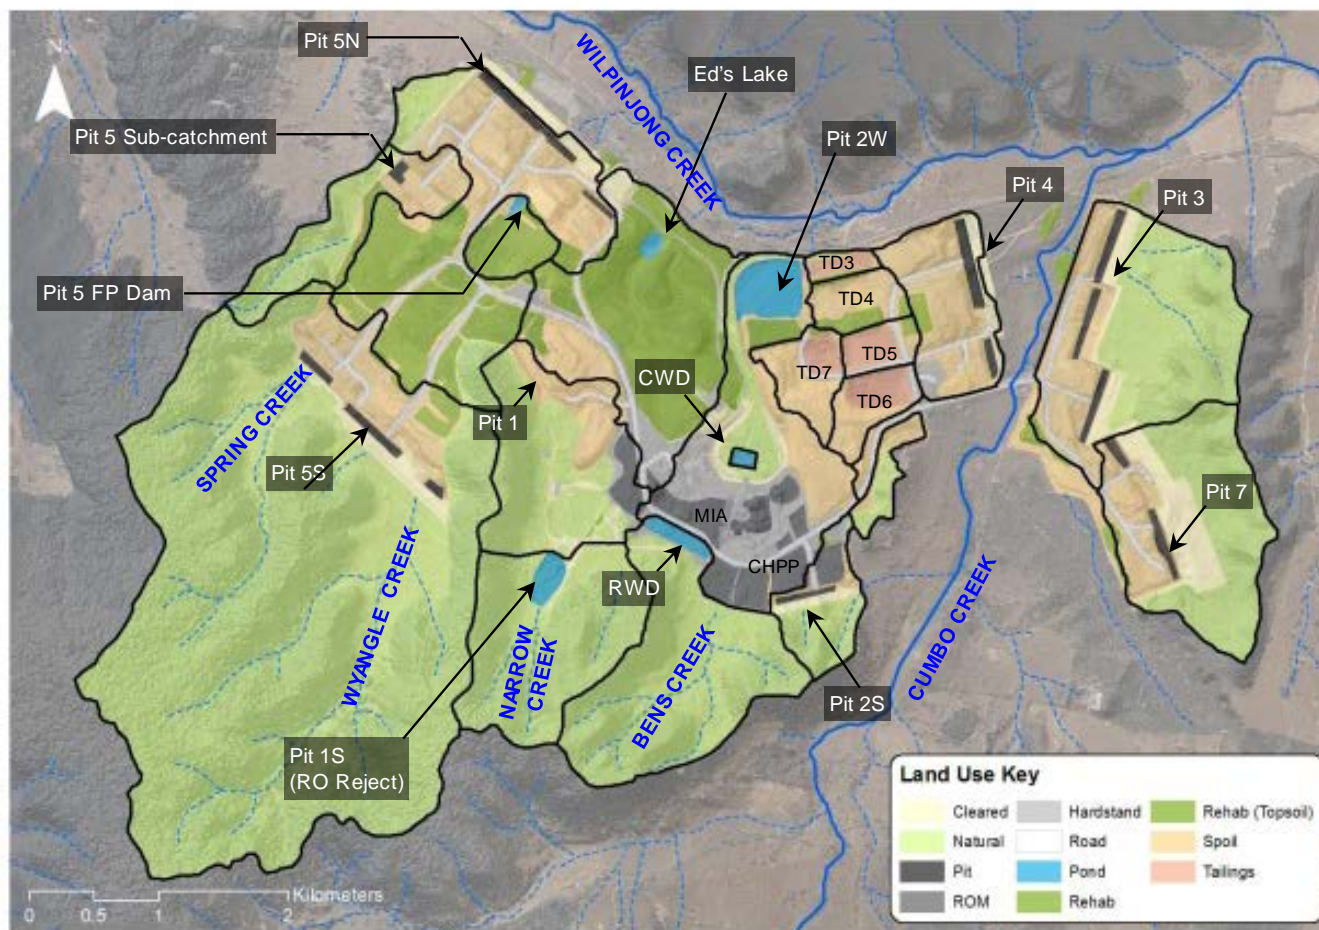 N
Pit 5N
WILPINJONG CREEK
Ed's Lake
Pit 5 Sub-catchment
Pit 2W
Pit 4
Pit 3
Pit 5 FP Dam
TD3
TD4
TD5
TD7
TD6
CWD
Pit 1
SPRING CREEK
Pit 5S
Pit 7
MIA
CHPP
RWD
WYANGLE CREEK
NARROW
CREEK
BENS CREEK
CUMBO CREEK
Pit 2S
Pit 1S
(RO Reject)
Land Use Key
Cleared
Hardstand
Rehab (Topsoil)
Natural
Road
Spoil
Pit
Pond
Tailings
ROM
Rehab
Kilometers
0 0.5 1 2